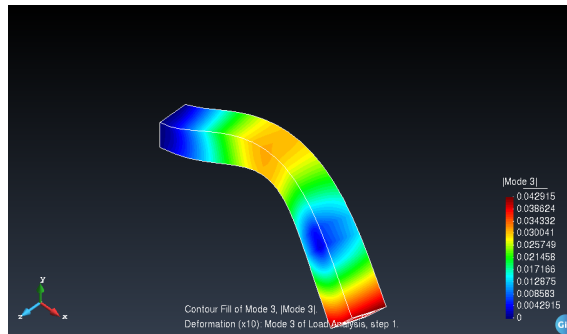 |Mode 3|
0.042915
0.038624
0.034332
0.030041
0.025749
0.021458
0.017166
0.012875
0.008583
0.0042915
0
y
z
x
Contour Fill of Mode 3, |Mode 3|.
Deformation (x10): Mode 3 of Load Analysis, step 1.